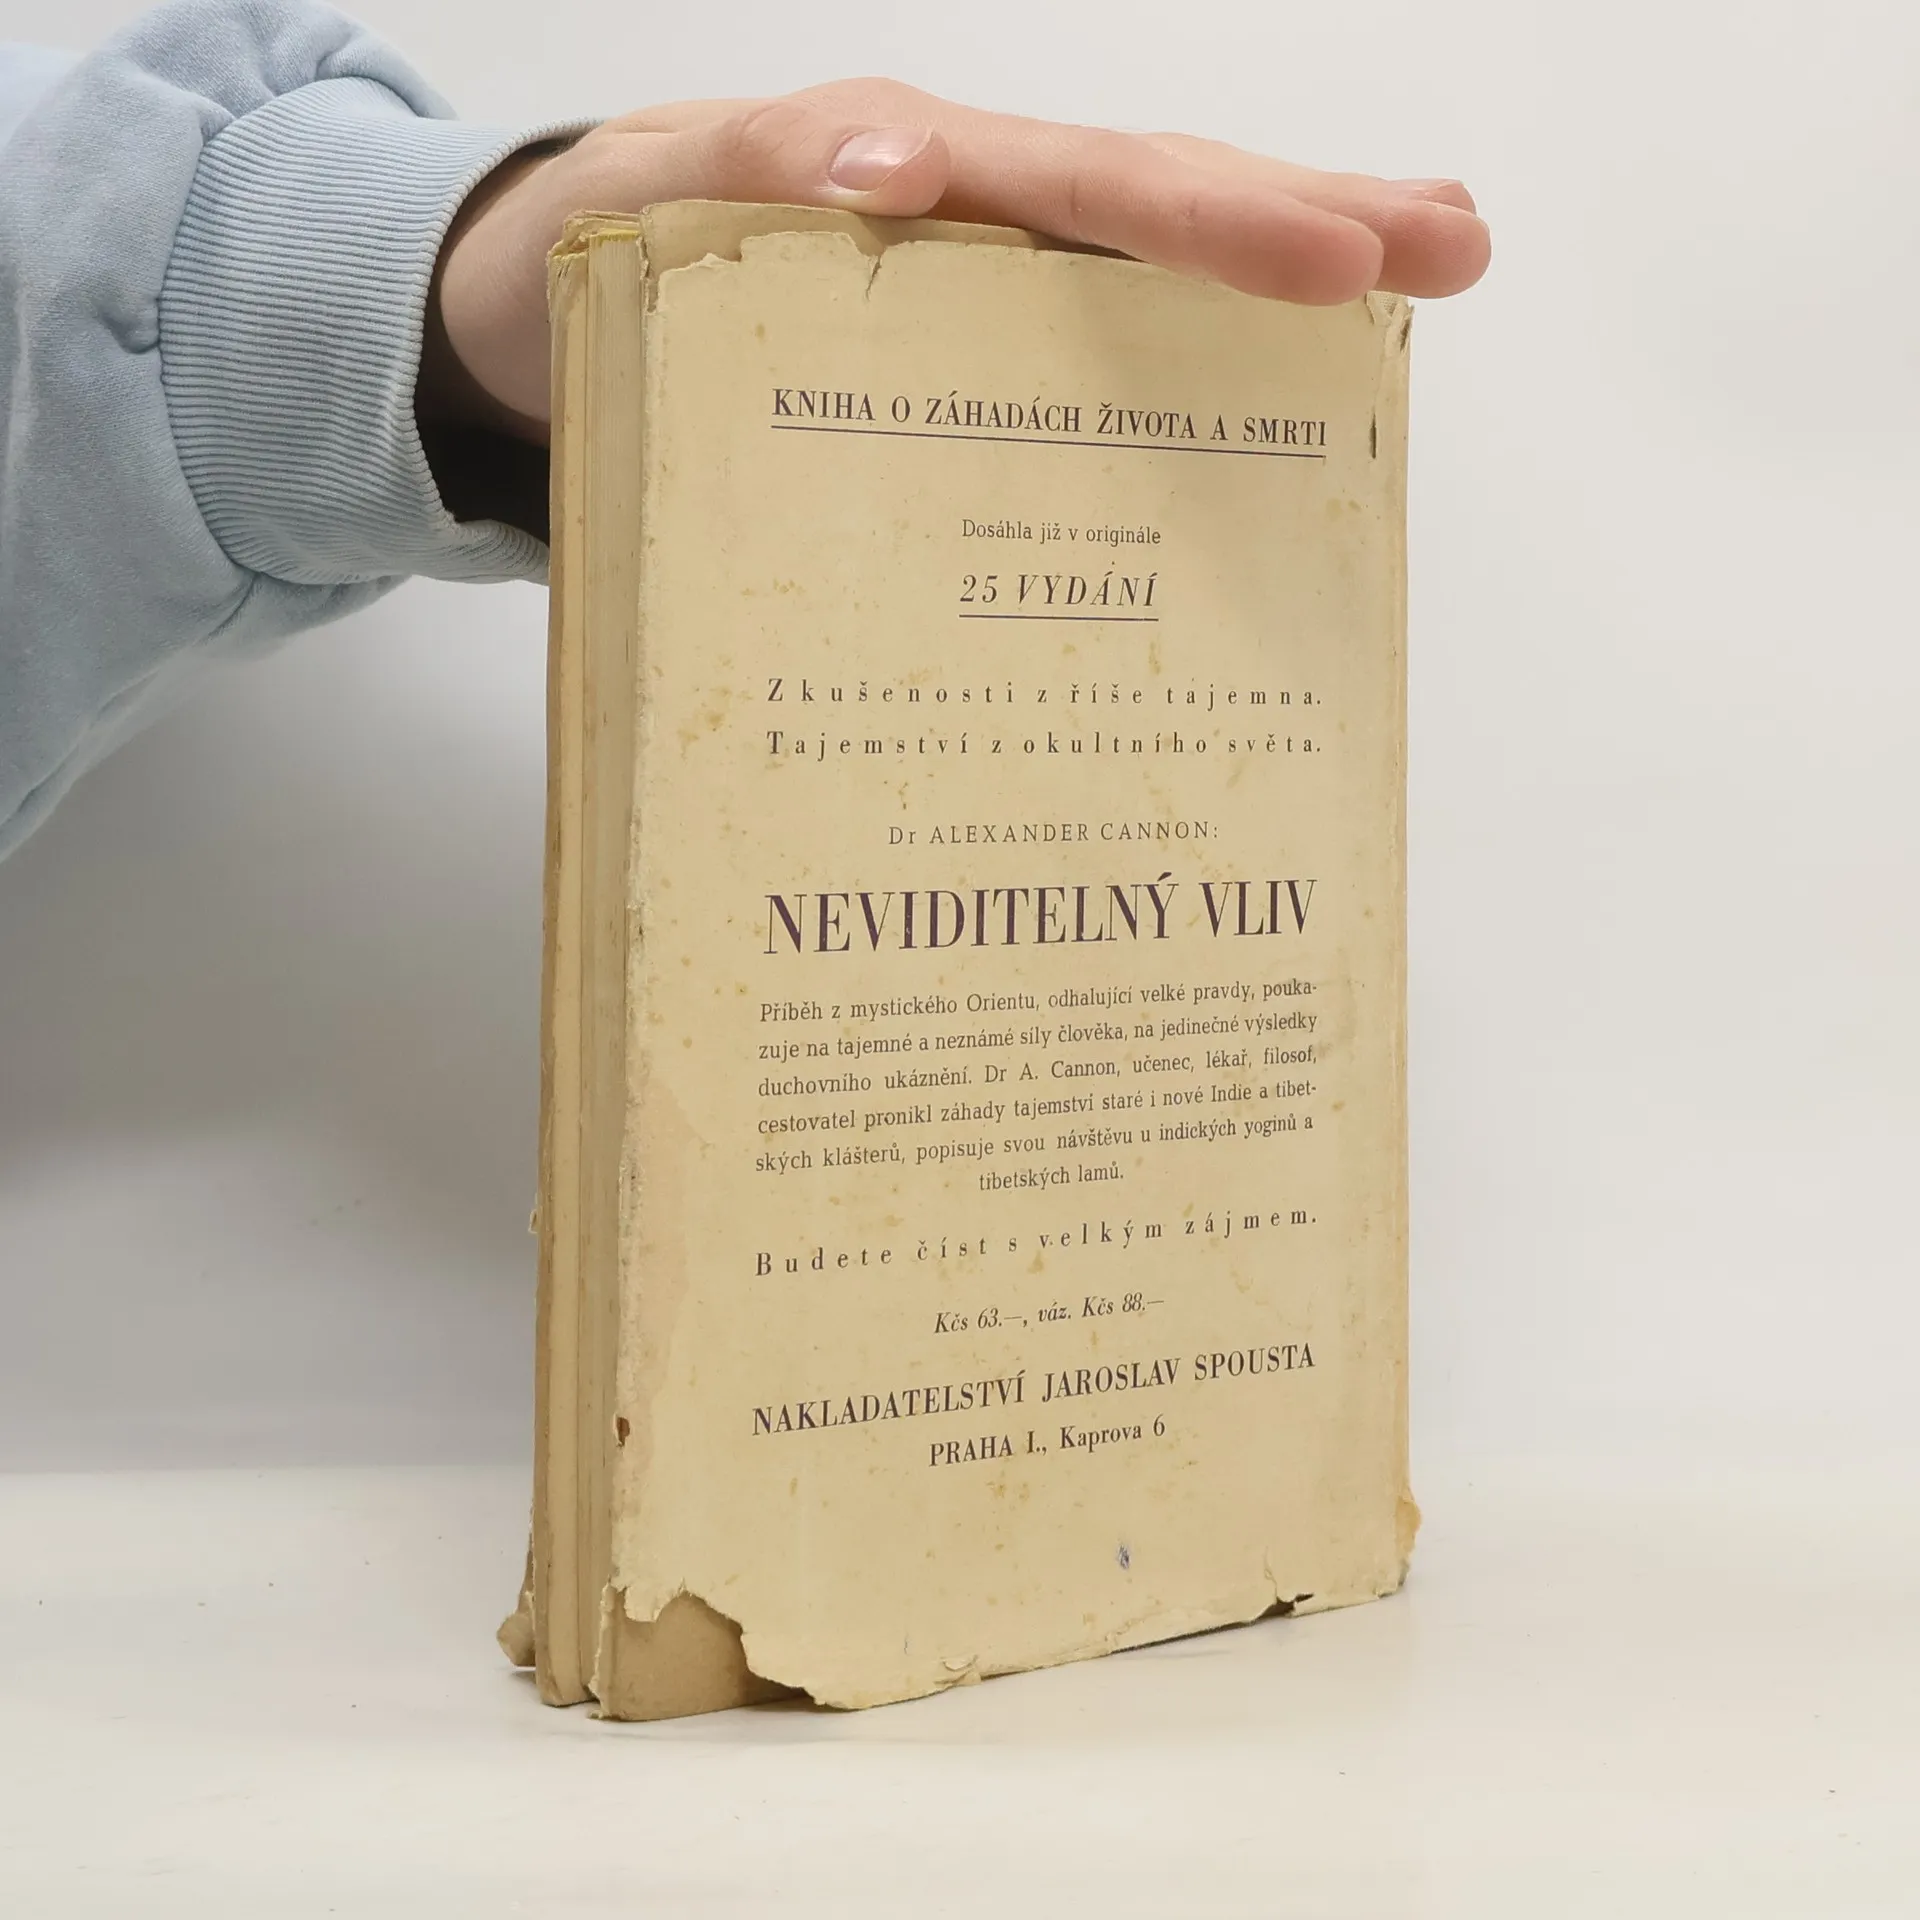 KNIHA O ZÁHADÁCH ŽIVOTA A SMRTI
Dosáhla již v originále
25 VYDÁNÍ
Zkušenosti z říše tajemna.
Tajemství z okultního světa.
Dr ALEXANDER CANNON:
NEVIDITELNÝ VLIV
Příběh z mystického Orientu, odhalující velké pravdy, pouka-
zuje na tajemné a neznámé síly člověka, na jedinečné výsledky
duchovního ukáznění. Dr A. Cannon, učenec, lékař, filosof,
cestovatel pronikl záhady tajemství staré i nové Indie a tibet-
ských klášterů, popisuje svou návštěvu u indických yoginů a
tibetských lamů.
Budete číst s velkým zájmem.
Kčs 63.—, váz. Kčs 88.—
NAKLADATELSTVÍ JAROSLAV SPOUSTA
PRAHA I., Kaprova 6